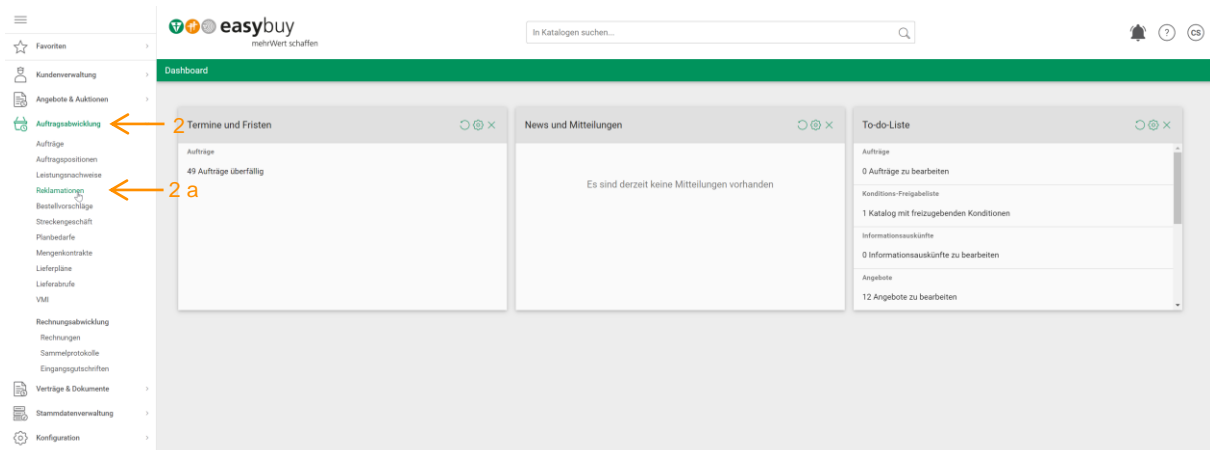 easybuy
mehrWert schaffen
In Katalogen suchen...
?
CS
Favoriten
Kundenverwaltung
Angebote & Auktionen
Auftragsabwicklung
2
Aufträge
Auftragspositionen
Leistungsnachweise
Reklamationen
2 a
Bestellvorschläge
Streckengeschäft
Planbedarfe
Mengenkontrakte
Lieferpläne
Lieferabrufe
VMI
Rechnungsabwicklung
Rechnungen
Sammelprotokolle
Eingangsgutschriften
Verträge & Dokumente
Stammdatenverwaltung
Konfiguration
Dashboard
Termine und Fristen
Aufträge
49 Aufträge überfällig
News und Mitteilungen
Es sind derzeit keine Mitteilungen vorhanden
To-do-Liste
Aufträge
0 Aufträge zu bearbeiten
Konditions-Freigabeliste
1 Katalog mit freizugebenden Konditionen
Informationsauskünfte
0 Informationsauskünfte zu bearbeiten
Angebote
12 Angebote zu bearbeiten